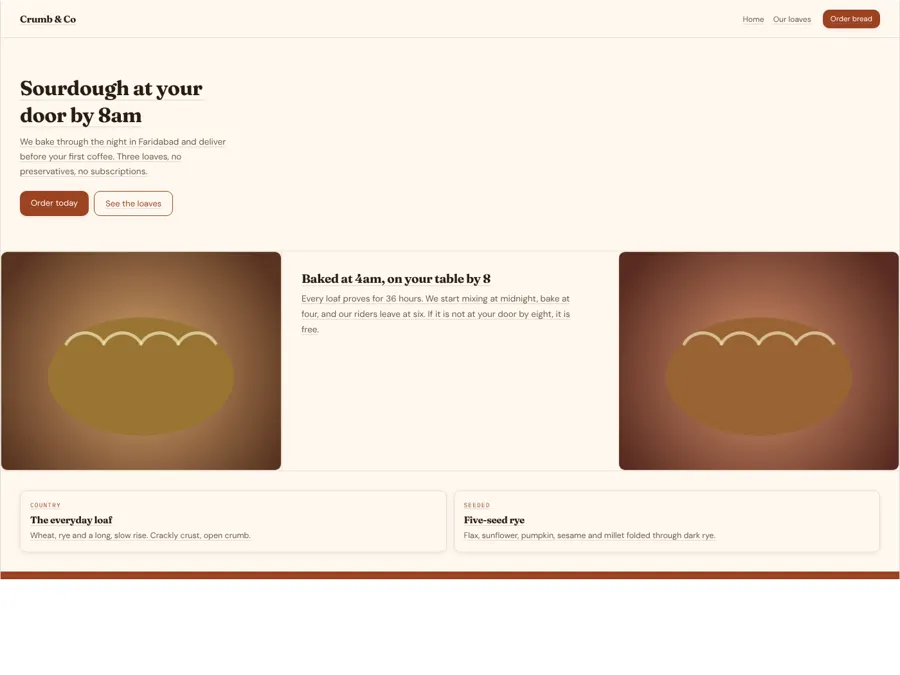 Crumb & Co
Home
Our loaves
Order bread
Sourdough at your
door by 8am
We bake through the night in Faridabad and deliver
before your first coffee. Three loaves, no
preservatives, no subscriptions.
Order today
See the loaves
Baked at 4am, on your table by 8
Every loaf proves for 36 hours. We start mixing at midnight, bake at
four, and our riders leave at six. If it is not at your door by eight, it is
free.
COUNTRY
The everyday loaf
Wheat, rye and a long, slow rise. Crackly crust, open crumb.
SEEDED
Five-seed rye
Flax, sunflower, pumpkin, sesame and millet folded through dark rye.